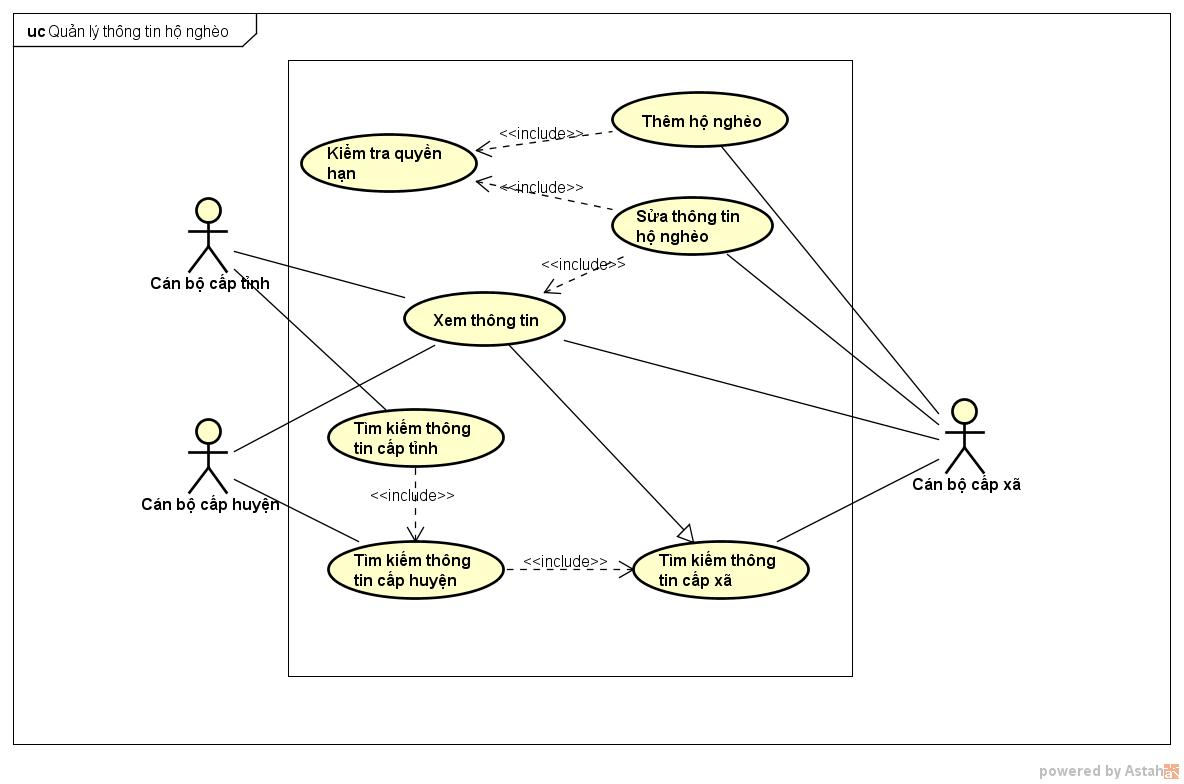 uc Quản lý thông tin hộ nghèo
Thêm hộ nghèo
<<include>>
Kiểm tra quyền
hạn
<<include>>
Sửa thông tin
hộ nghèo
<<include>>
Cán bộ cấp tỉnh
Xem thông tin
Tìm kiếm thông
tin cấp tỉnh
Cán bộ cấp xã
<<include>>
Cán bộ cấp huyện
Tìm kiếm thông
tin cấp huyện
<<include>>
Tìm kiếm thông
tin cấp xã
powered by Astah